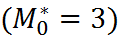 (M₀* = 3)